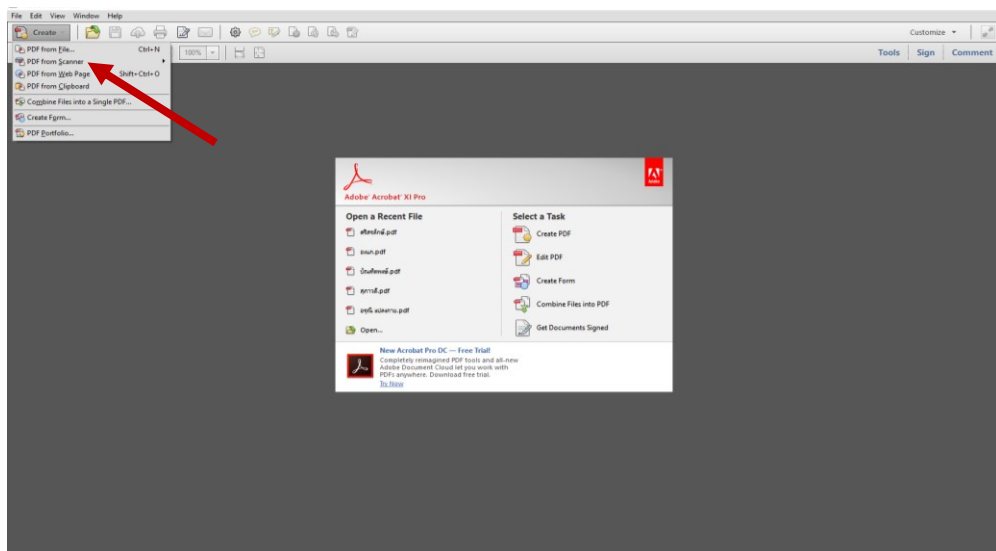 File Edit View Window Help
Create Customize
100% Tools Sign Comment
PDF from File... Ctrl+N
PDF from Scanner
PDF from Web Page Shift+Ctrl+O
PDF from Clipboard
Combine Files into a Single PDF...
Create Form...
PDF Portfolio...
Adobe Acrobat XI Pro
Adobe
Open a Recent File
.pdf
.pdf
.pdf
.pdf
.pdf
Open...
Select a Task
Create PDF
Edit PDF
Create Form
Combine Files into PDF
Get Documents Signed
New Acrobat Pro DC — Free Trial!
Completely reimagined PDF tools and all-new
Adobe Document Cloud let you work with
PDFs anywhere. Download free trial.
Try Now